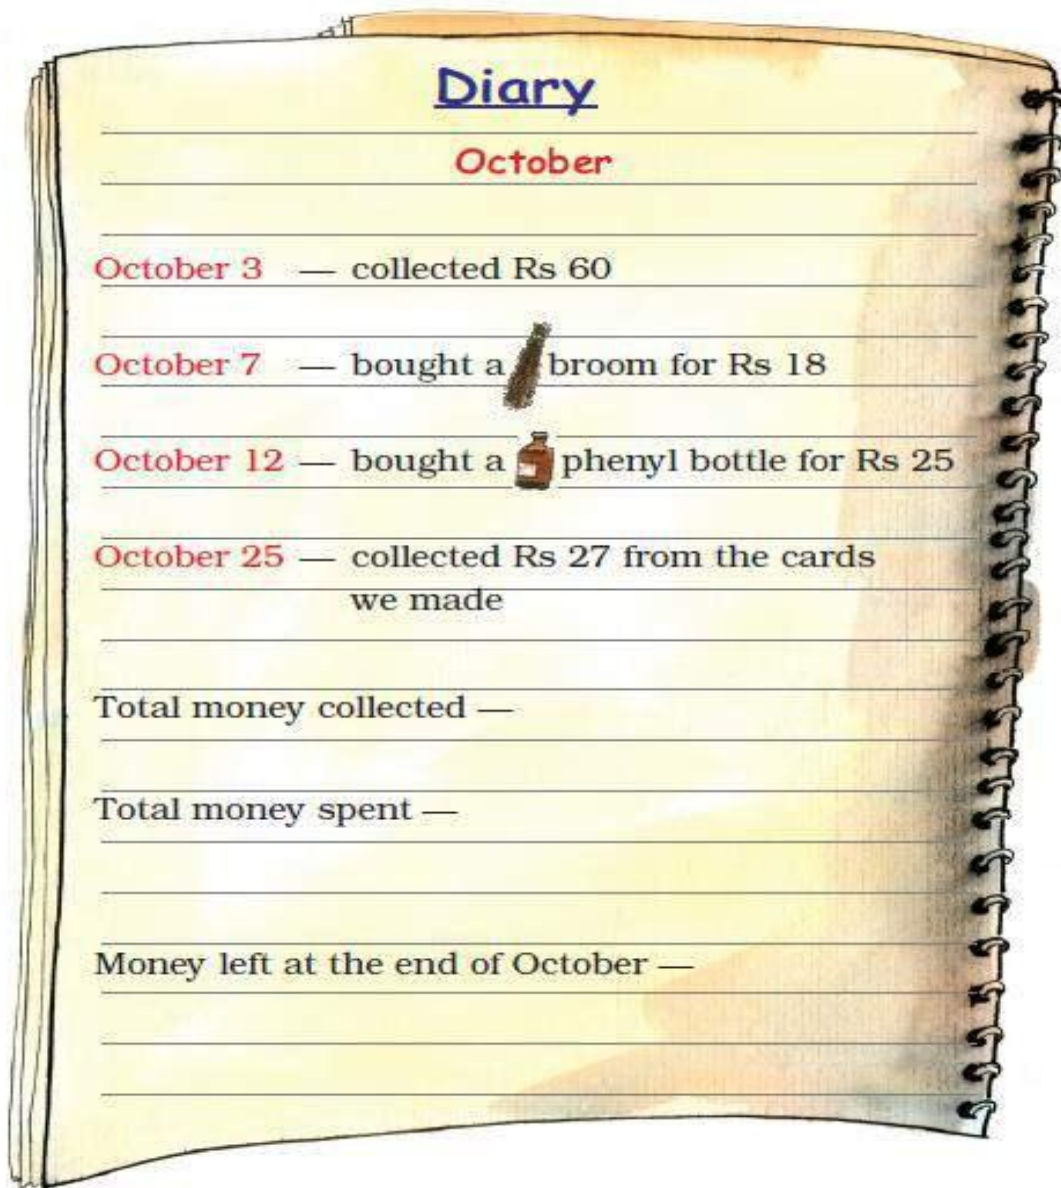 Diary
October
October 3 — collected Rs 60
October 7 — bought a broom for Rs 18
October 12 — bought a phenyl bottle for Rs 25
October 25 — collected Rs 27 from the cards
we made
Total money collected —
Total money spent —
Money left at the end of October —